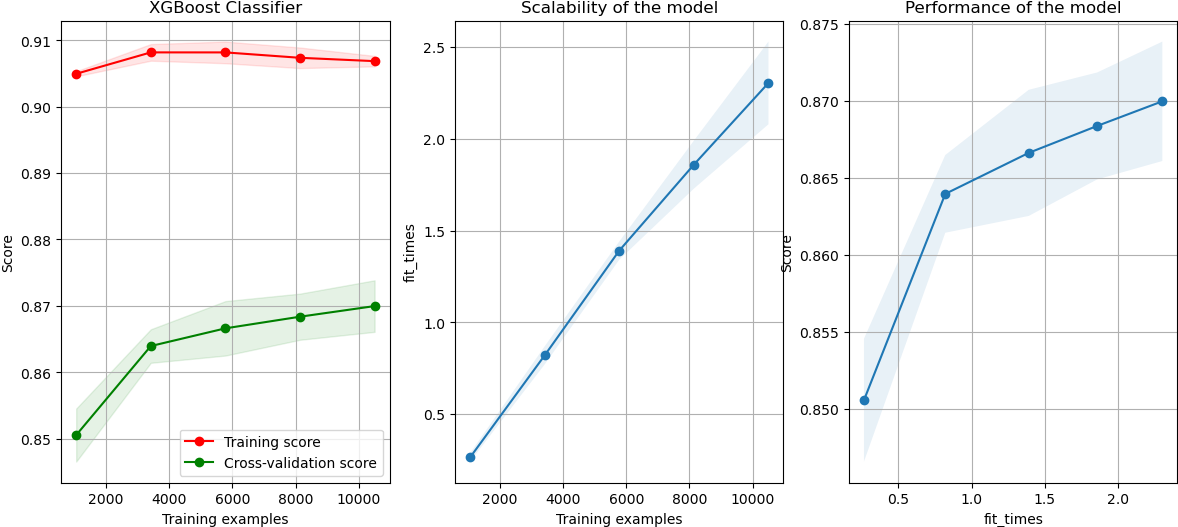 XGBoost Classifier
0.91
0.90
0.89
0.88
0.87
0.86
0.85
Score
Training score
Cross-validation score
2000 4000 6000 8000 10000
Training examples
Scalability of the model
2.5
2.0
1.5
1.0
0.5
fit_times
2000 4000 6000 8000 10000
Training examples
Performance of the model
0.875
0.870
0.865
0.860
0.855
0.850
Score
0.5 1.0 1.5 2.0
fit_times